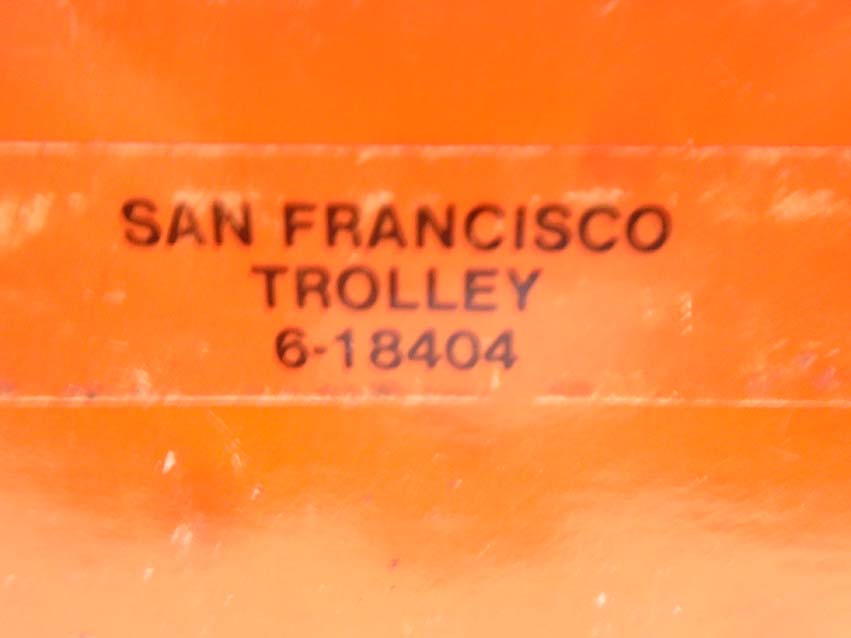 SAN FRANCISCO
TROLLEY
6-18404